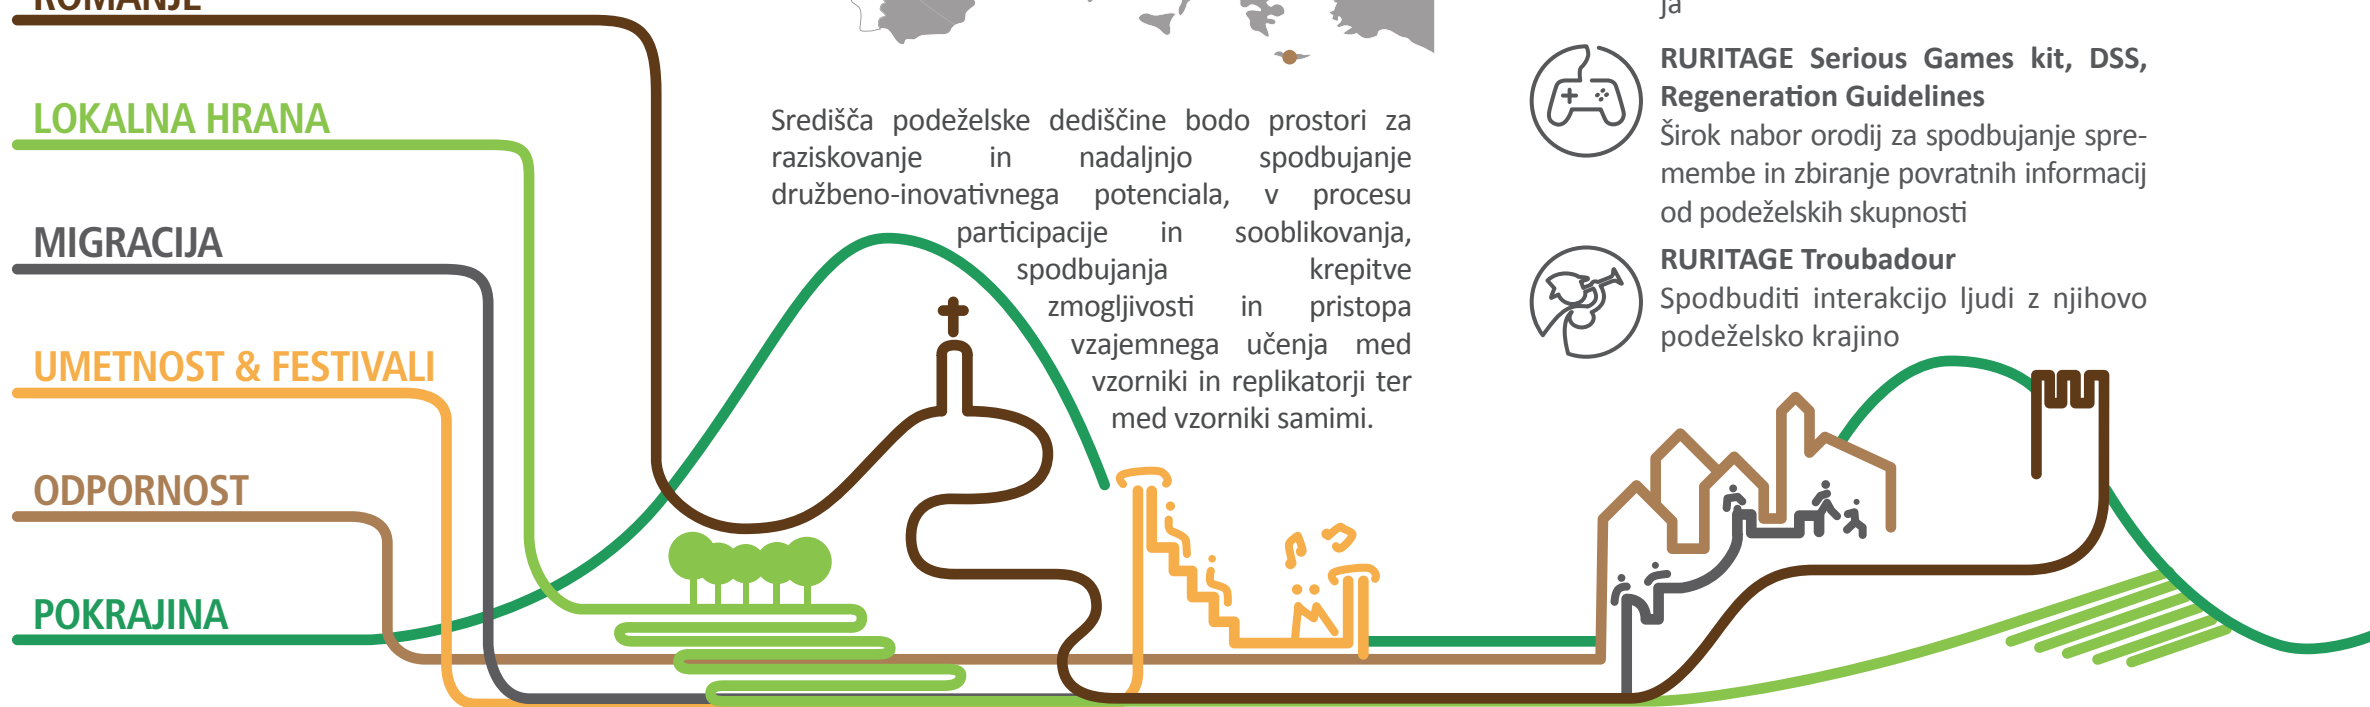 ROMANJE
LOKALNA HRANA
MIGRACIJA
UMETNOST & FESTIVALI
ODPORNOST
POKRAJINA
Središča podeželske dediščine bodo prostori za
raziskovanje in nadaljnjo spodbujanje
družbeno-inovativnega potenciala, v procesu
participacije in sooblikovanja,
spodbujanja krepitve
zmogljivosti in pristopa
vzajemnega učenja med
vzorniki in replikatorji ter
med vzorniki samimi.
ja
RURITAGE Serious Games kit, DSS,
Regeneration Guidelines
Širok nabor orodij za spodbujanje spre-
membe in zbiranje povratnih informacij
od podeželskih skupnosti
RURITAGE Troubadour
Spodbuditi interakcijo ljudi z njihovo
podeželsko krajino